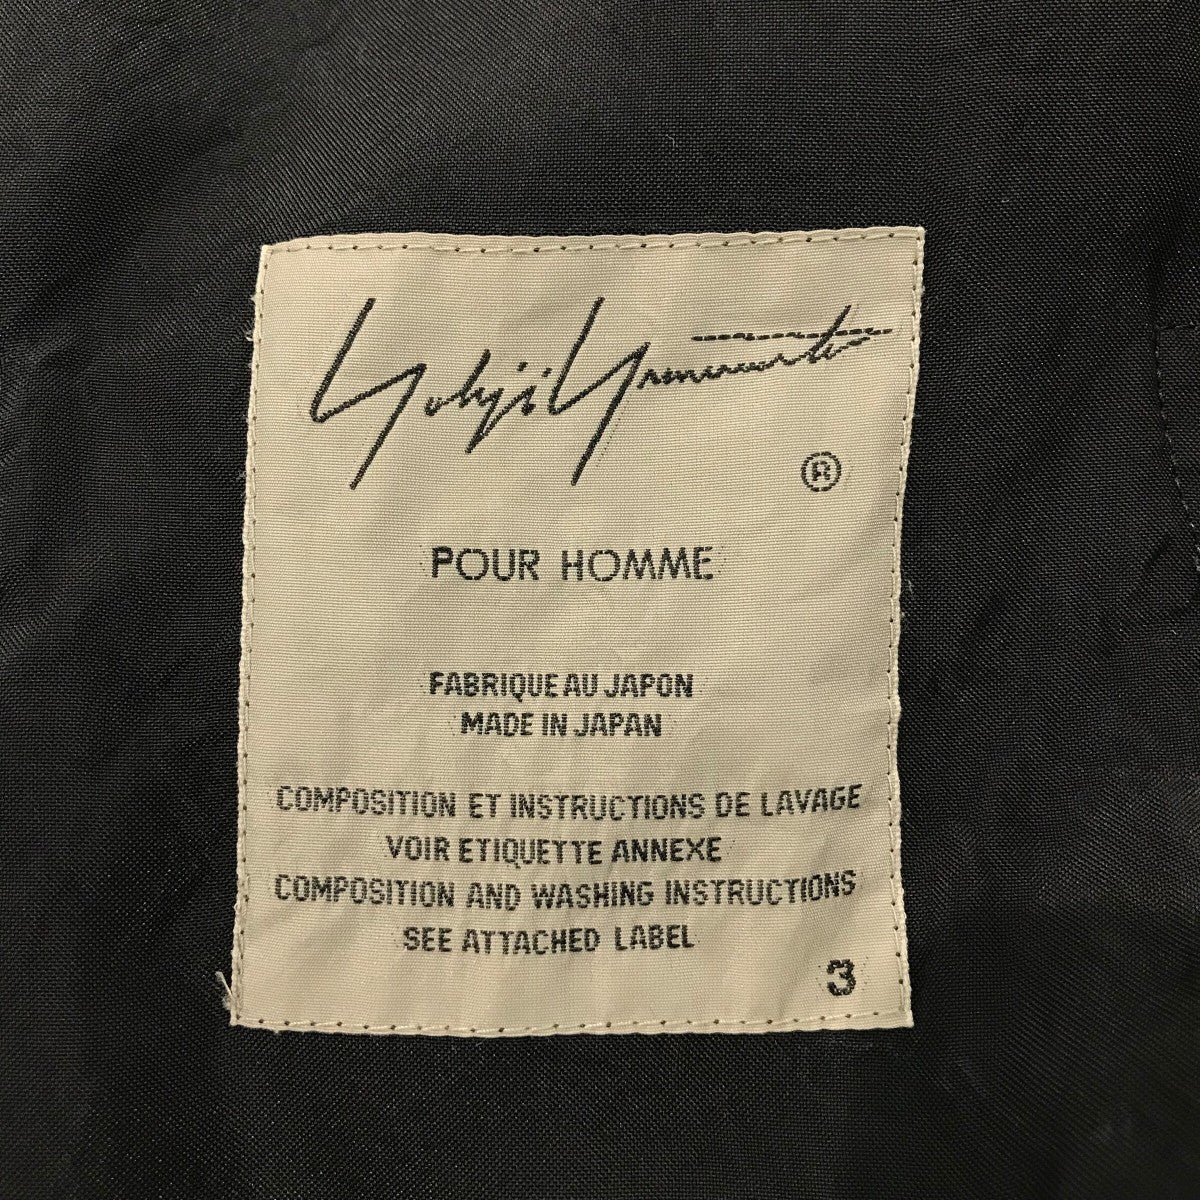 Yohji Yamamoto
®
POUR HOMME
FABRIQUE AU JAPON
MADE IN JAPAN
COMPOSITION ET INSTRUCTIONS DE LAVAGE
VOIR ETIQUETTE ANNEXE
COMPOSITION AND WASHING INSTRUCTIONS
SEE ATTACHED LABEL
3